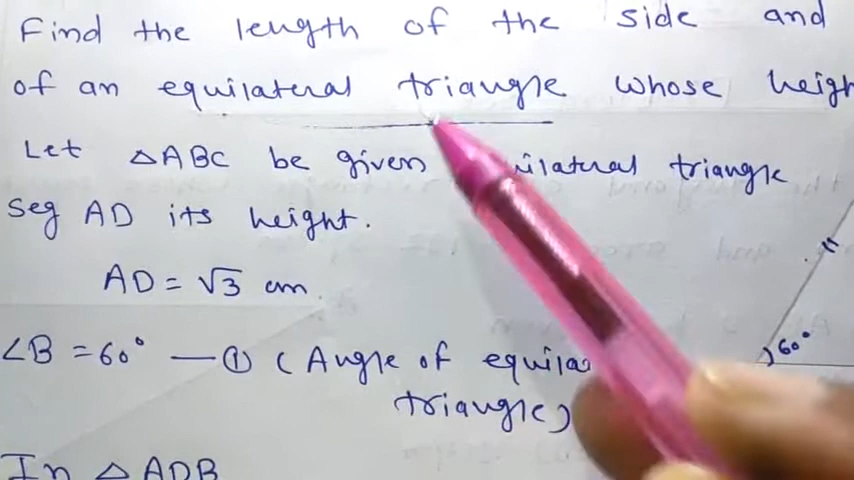 Find the length of the side and
of an equilateral triangle whose heigh
Let △ABC be given equilateral triangle
Seg AD its height.
AD = √3 cm
∠B = 60° — ① (Angle of equila
triangle)
60°
In △ADB